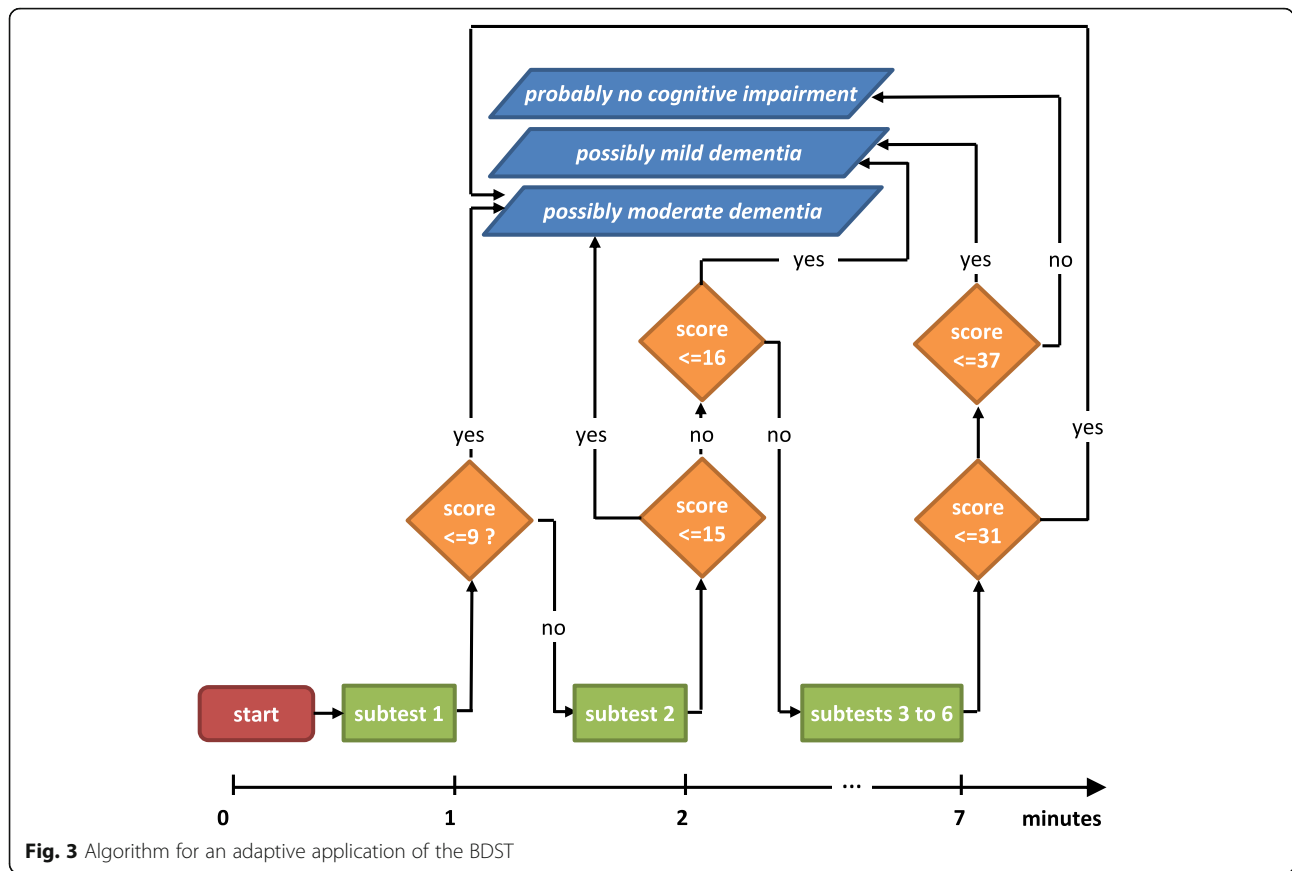 probably no cognitive impairment
possibly mild dementia
possibly moderate dementia
yes
yes
no
score
<=16
score
<=37
yes
yes
no
no
yes
score
<=9 ?
score
<=15
score
<=31
no
start
subtest 1
subtest 2
subtests 3 to 6
...
0
1
2
7
minutes
Fig. 3 Algorithm for an adaptive application of the BDST